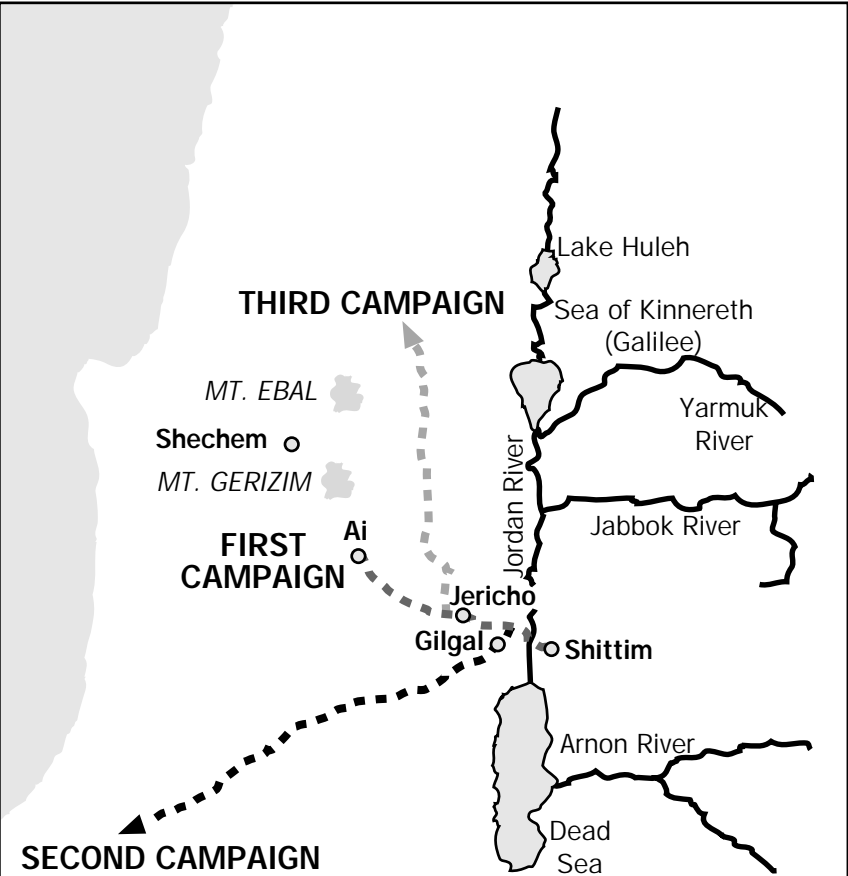 Lake Huleh
THIRD CAMPAIGN
Sea of Kinnereth
(Galilee)
MT. EBAL
Yarmuk
River
Shechem
MT. GERIZIM
Jordan River
Jabbok River
Ai
FIRST
CAMPAIGN
Jericho
Gilgal
Shittim
Arnon River
Dead
Sea
SECOND CAMPAIGN